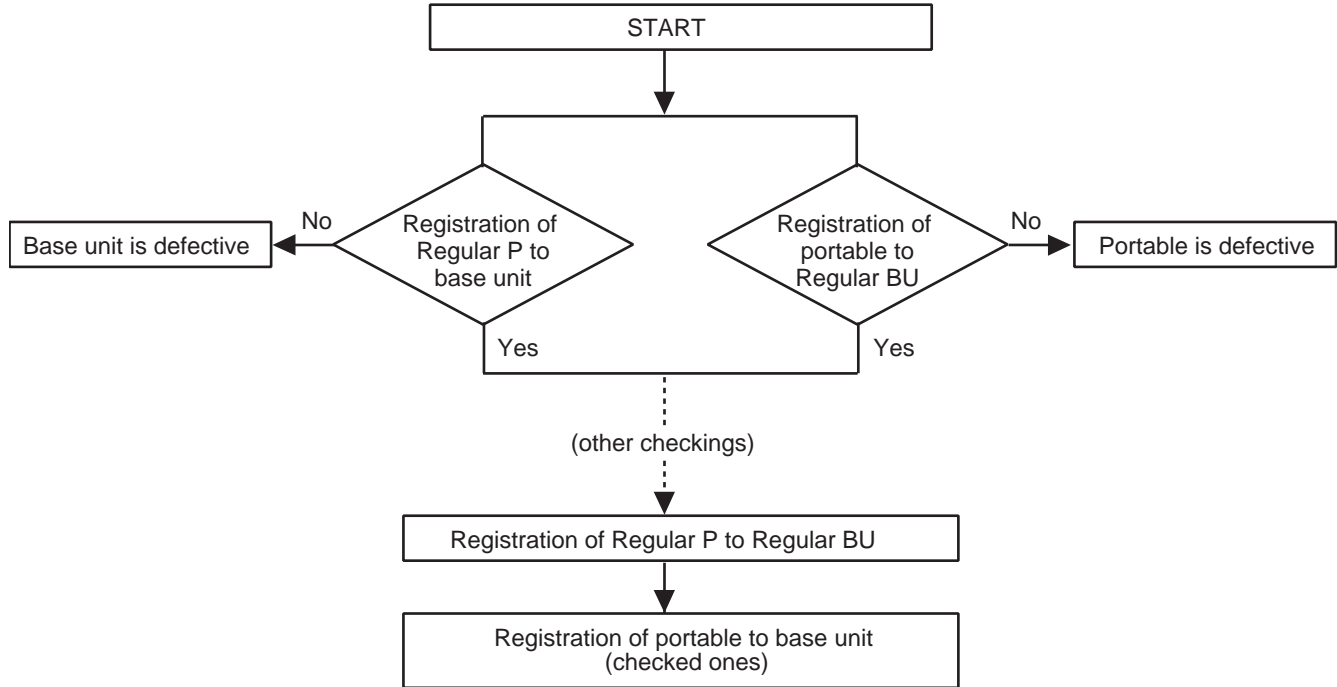 START
No
Registration of
Regular P to
base unit
Registration of
portable to
Regular BU
No
Base unit is defective
Portable is defective
Yes
Yes
(other checkings)
Registration of Regular P to Regular BU
Registration of portable to base unit
(checked ones)